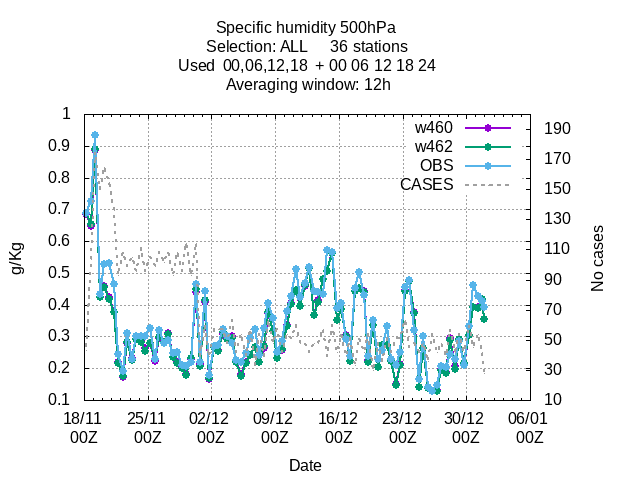 Specific humidity 500hPa
Selection: ALL 36 stations
Used 00,06,12,18 + 00 06 12 18 24
Averaging window: 12h
w460
w462
OBS
CASES
1
0.9
0.8
0.7
0.6
0.5
0.4
0.3
0.2
0.1
g/Kg
190
170
150
130
110
90
70
50
30
10
No cases
18/11 25/11 02/12 09/12 16/12 23/12 30/12 06/01
00Z 00Z 00Z 00Z 00Z 00Z 00Z 00Z
Date